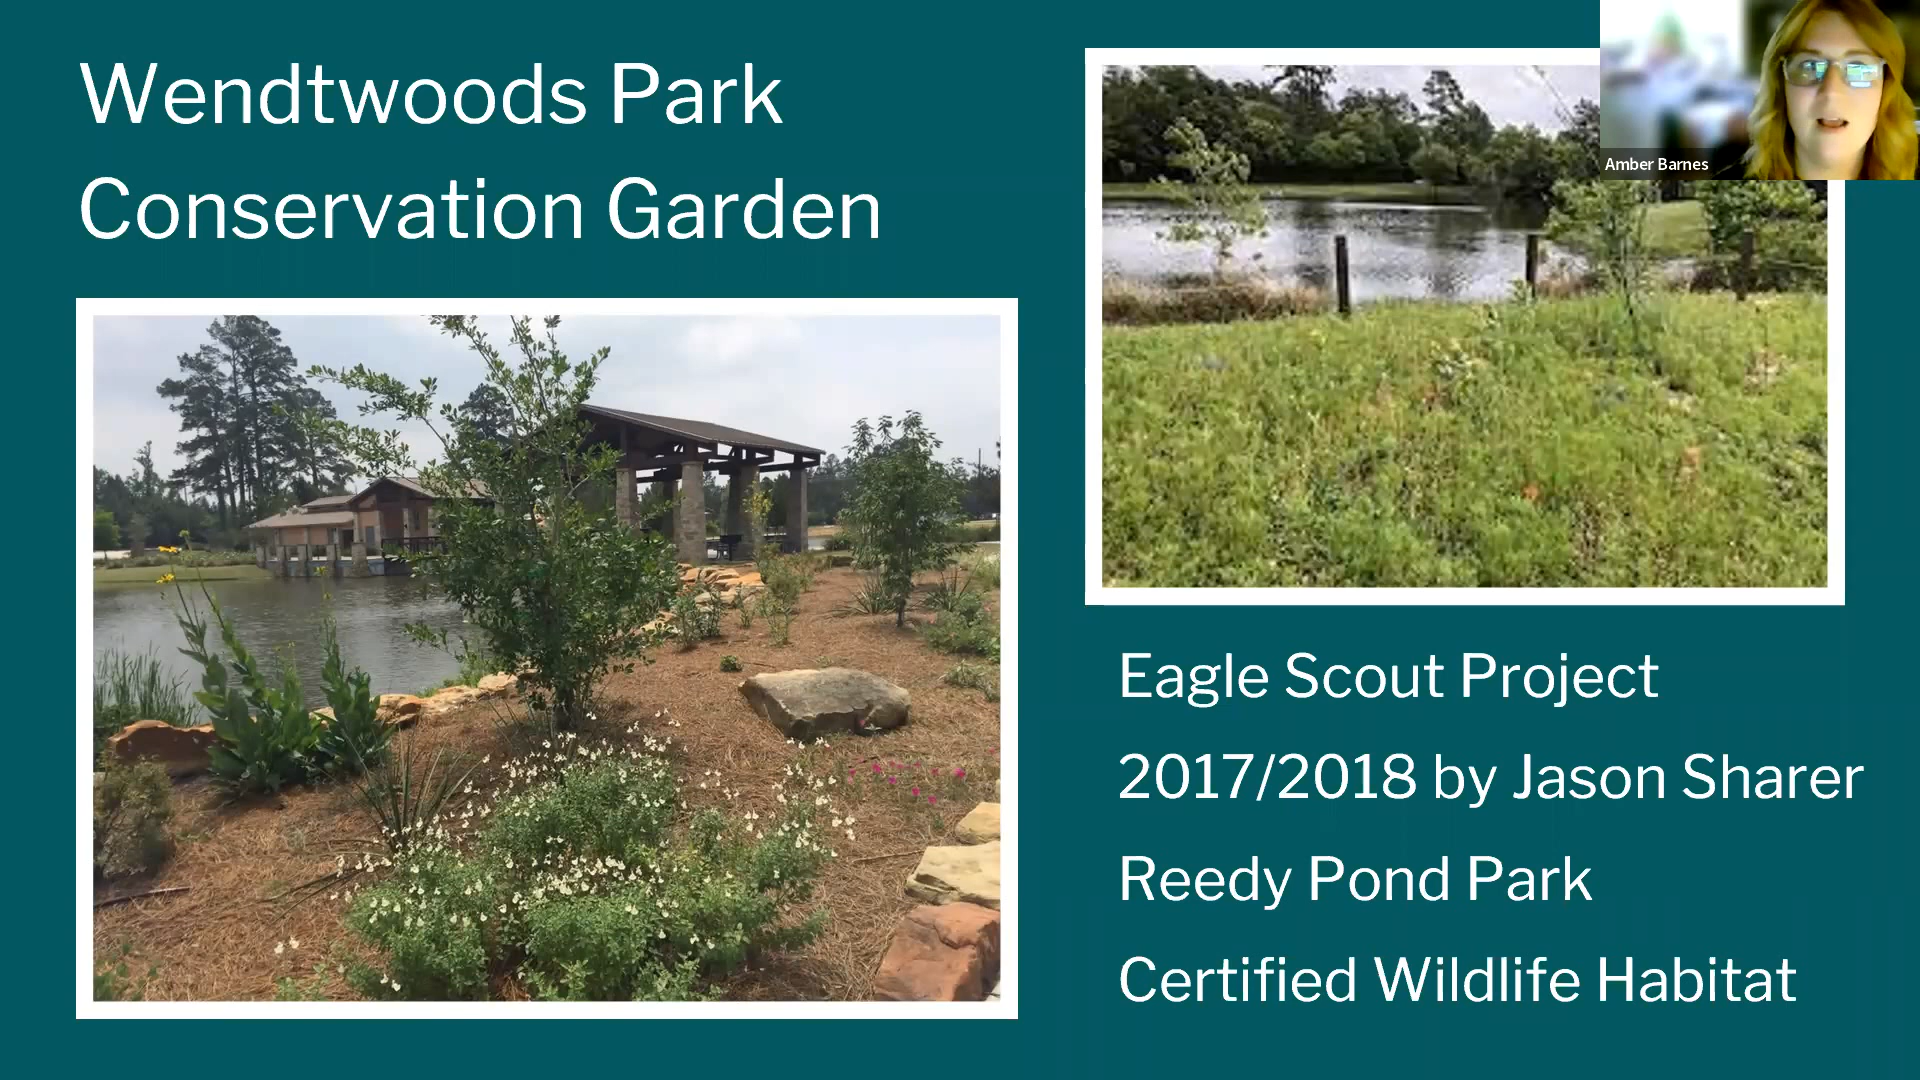 Wendtwoods Park
Conservation Garden
Amber Barnes
Eagle Scout Project
2017/2018 by Jason Sharer
Reedy Pond Park
Certified Wildlife Habitat